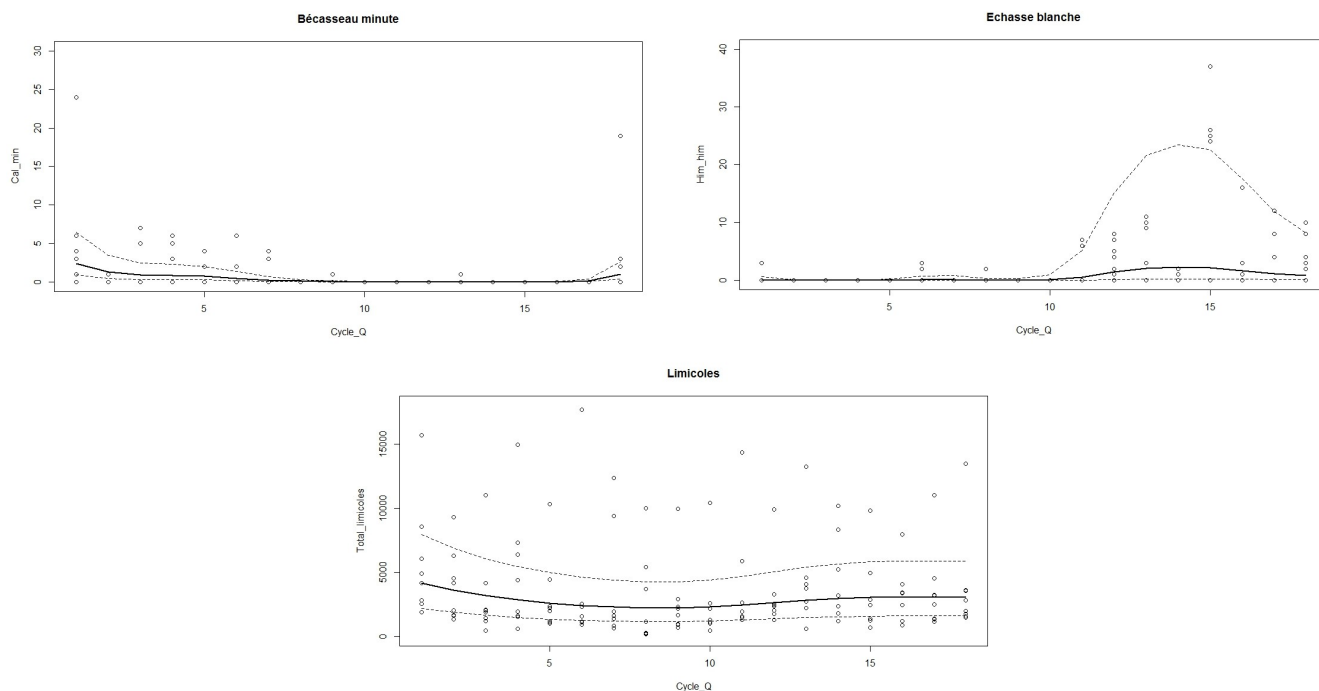 Bécasseau minute
Cal_min
30
25
20
15
10
5
0
5 10 15
Cycle_Q
Echasse blanche
Him_him
40
30
20
10
0
5 10 15
Cycle_Q
Limicoles
Total_limicoles
15000
10000
5000
0
5 10 15
Cycle_Q